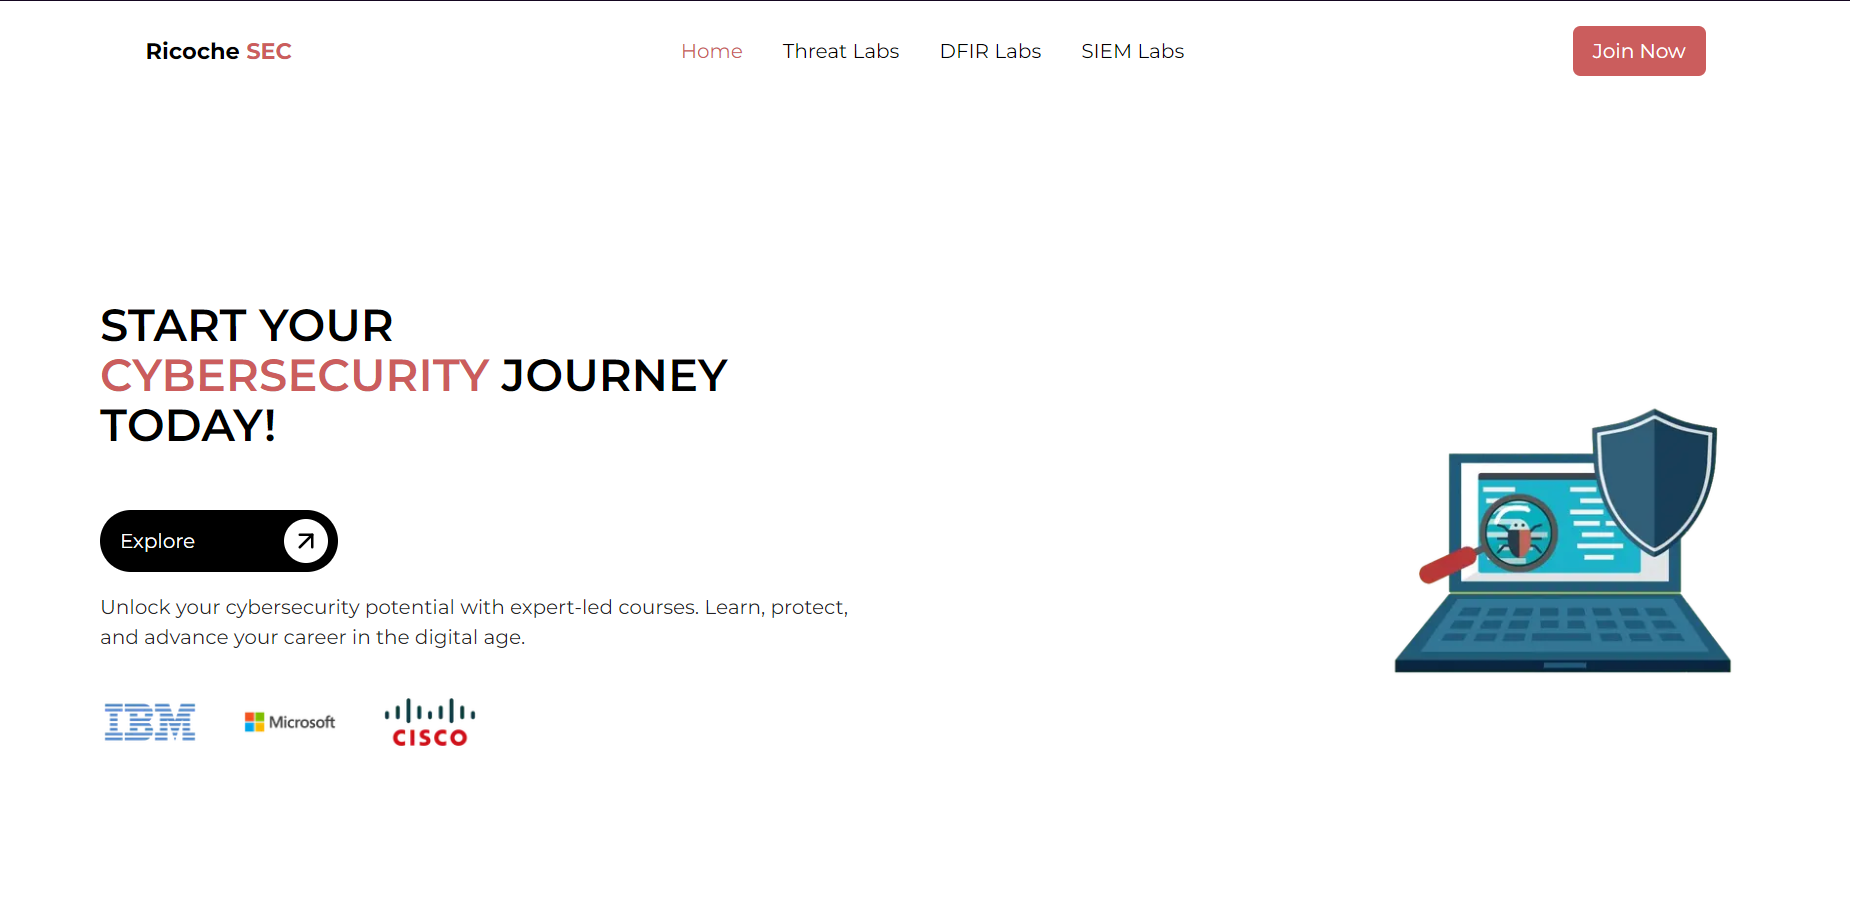 Ricoche SEC
Home
Threat Labs
DFIR Labs
SIEM Labs
Join Now
START YOUR
CYBERSECURITY JOURNEY
TODAY!
Explore
Unlock your cybersecurity potential with expert-led courses. Learn, protect,
and advance your career in the digital age.
IBM
Microsoft
CISCO